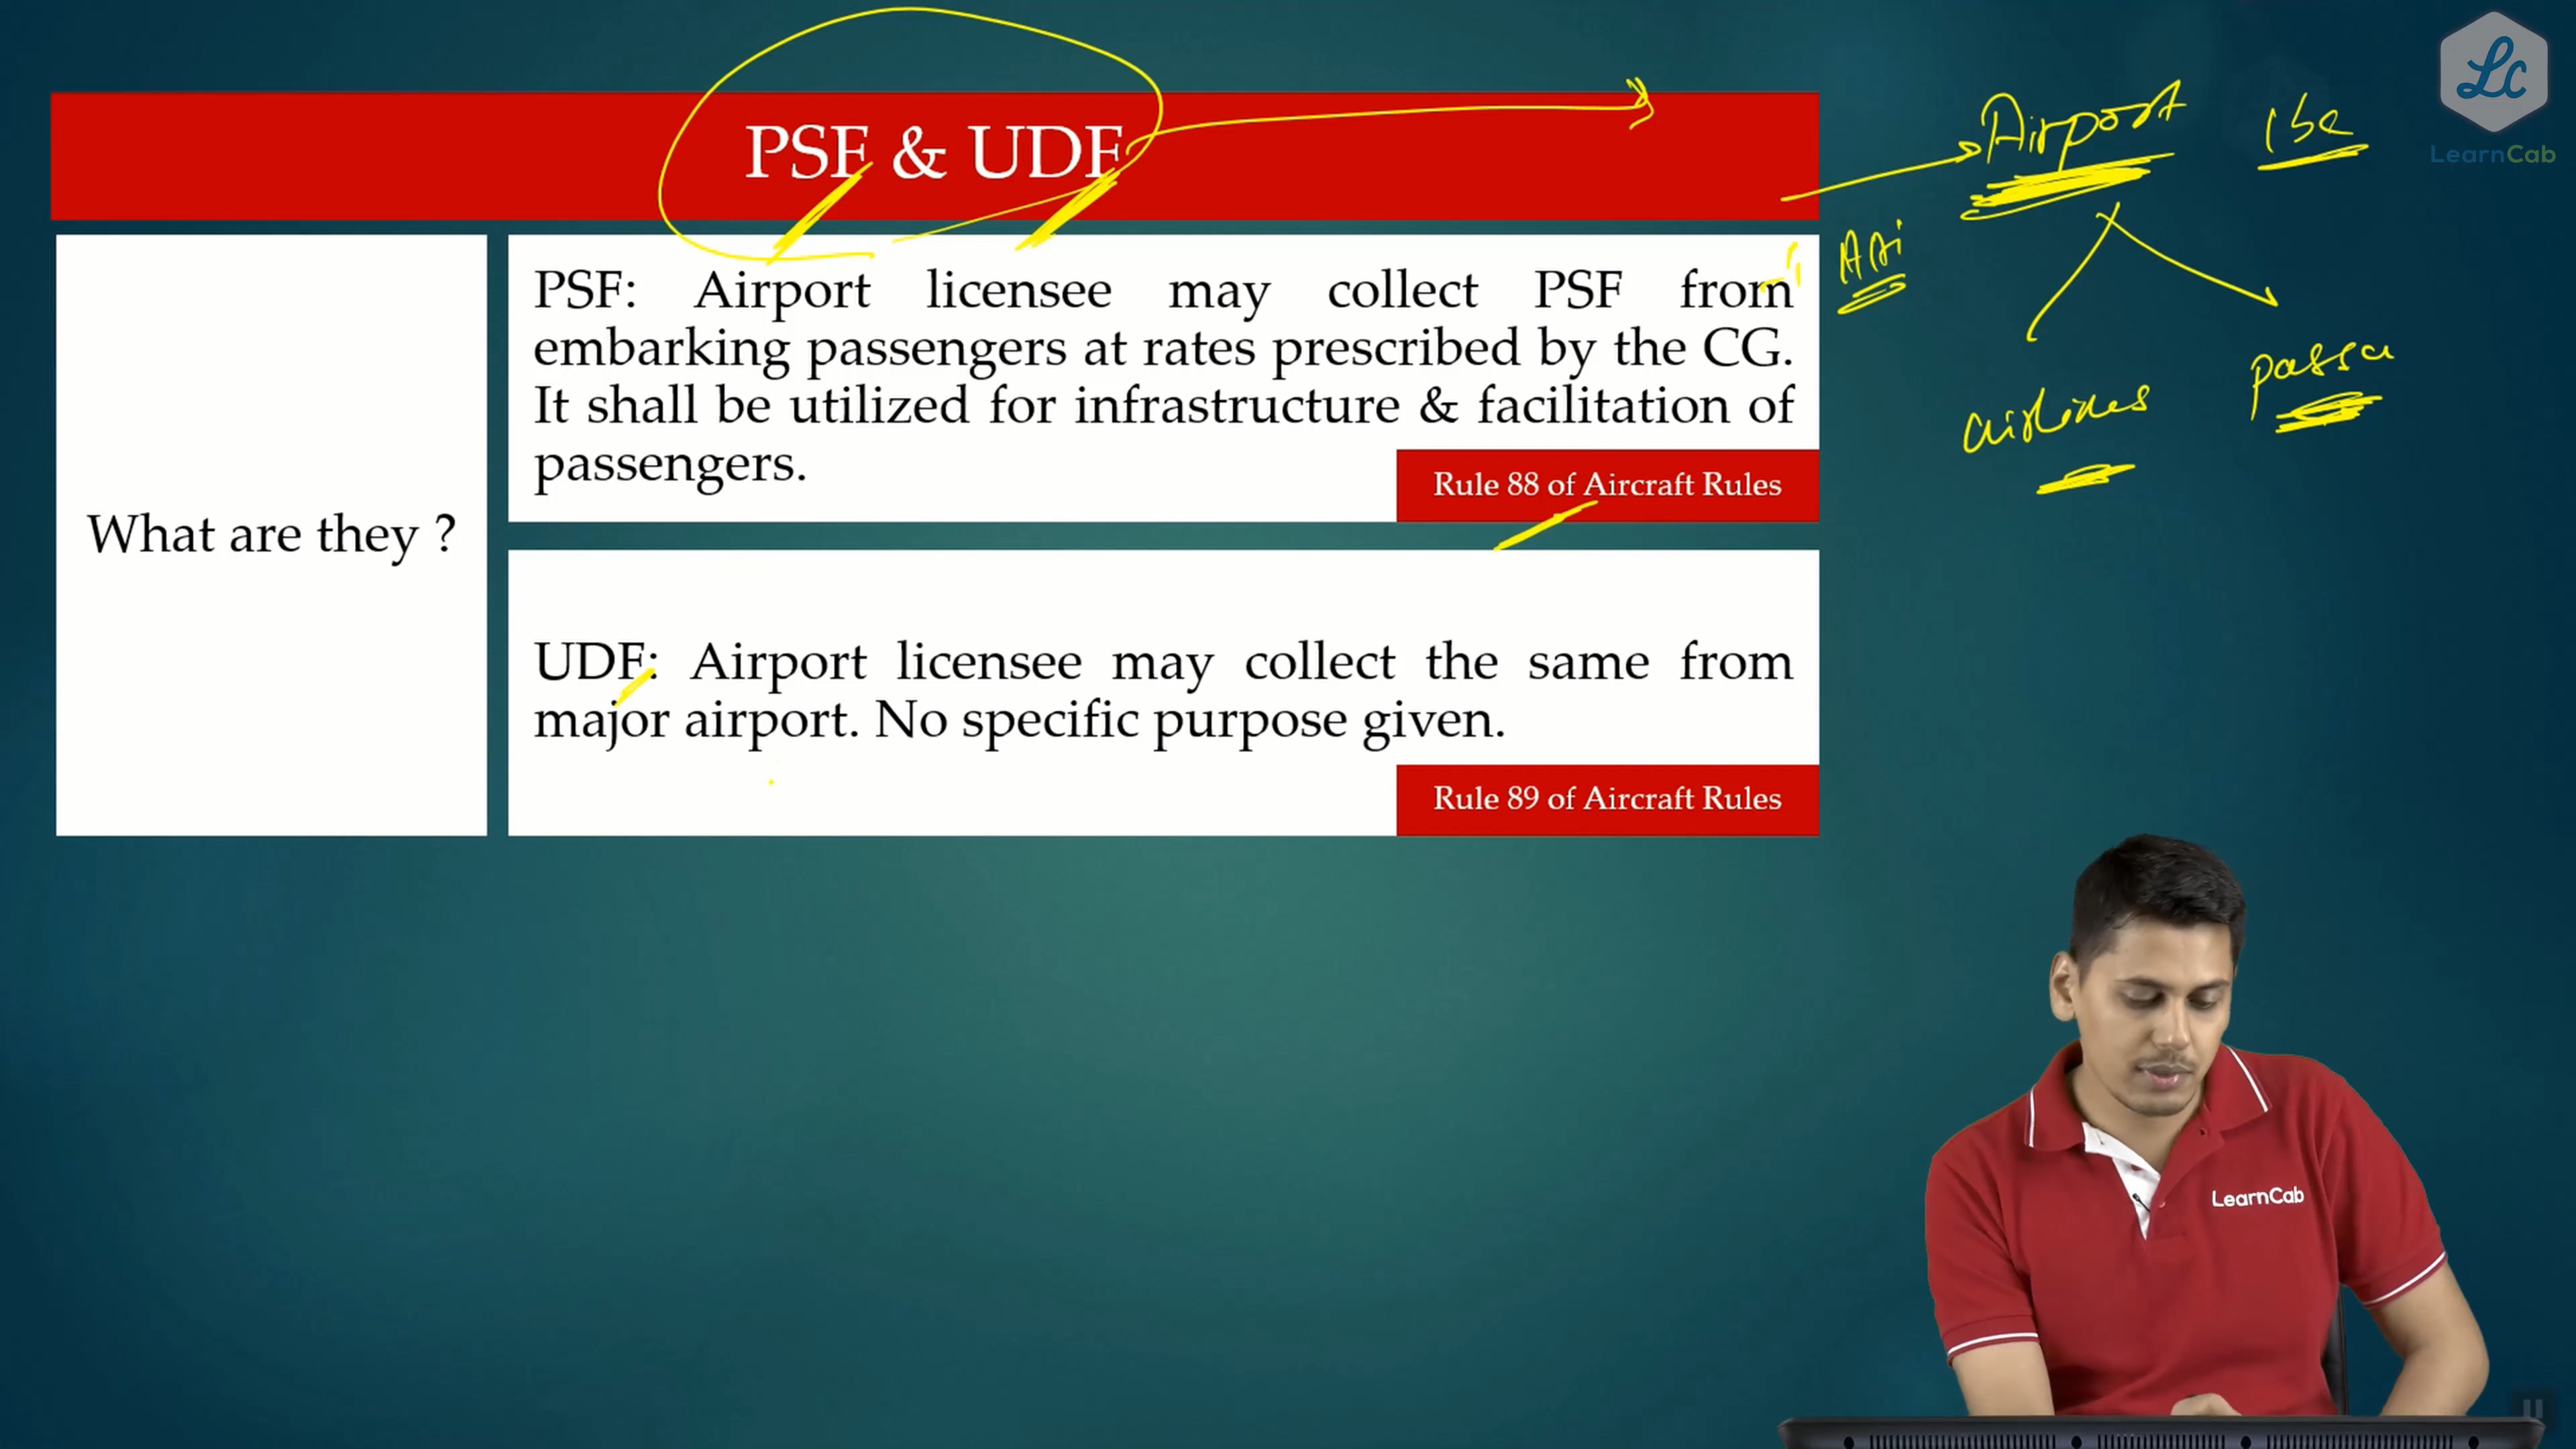 PSF & UDF
What are they ?
PSF: Airport licensee may collect PSF from
embarking passengers at rates prescribed by the CG.
It shall be utilized for infrastructure & facilitation of
passengers.
Rule 88 of Aircraft Rules
UDF: Airport licensee may collect the same from
major airport. No specific purpose given.
Rule 89 of Aircraft Rules
Airport
AAi
airlines
Lc
LearnCab
LearnCab